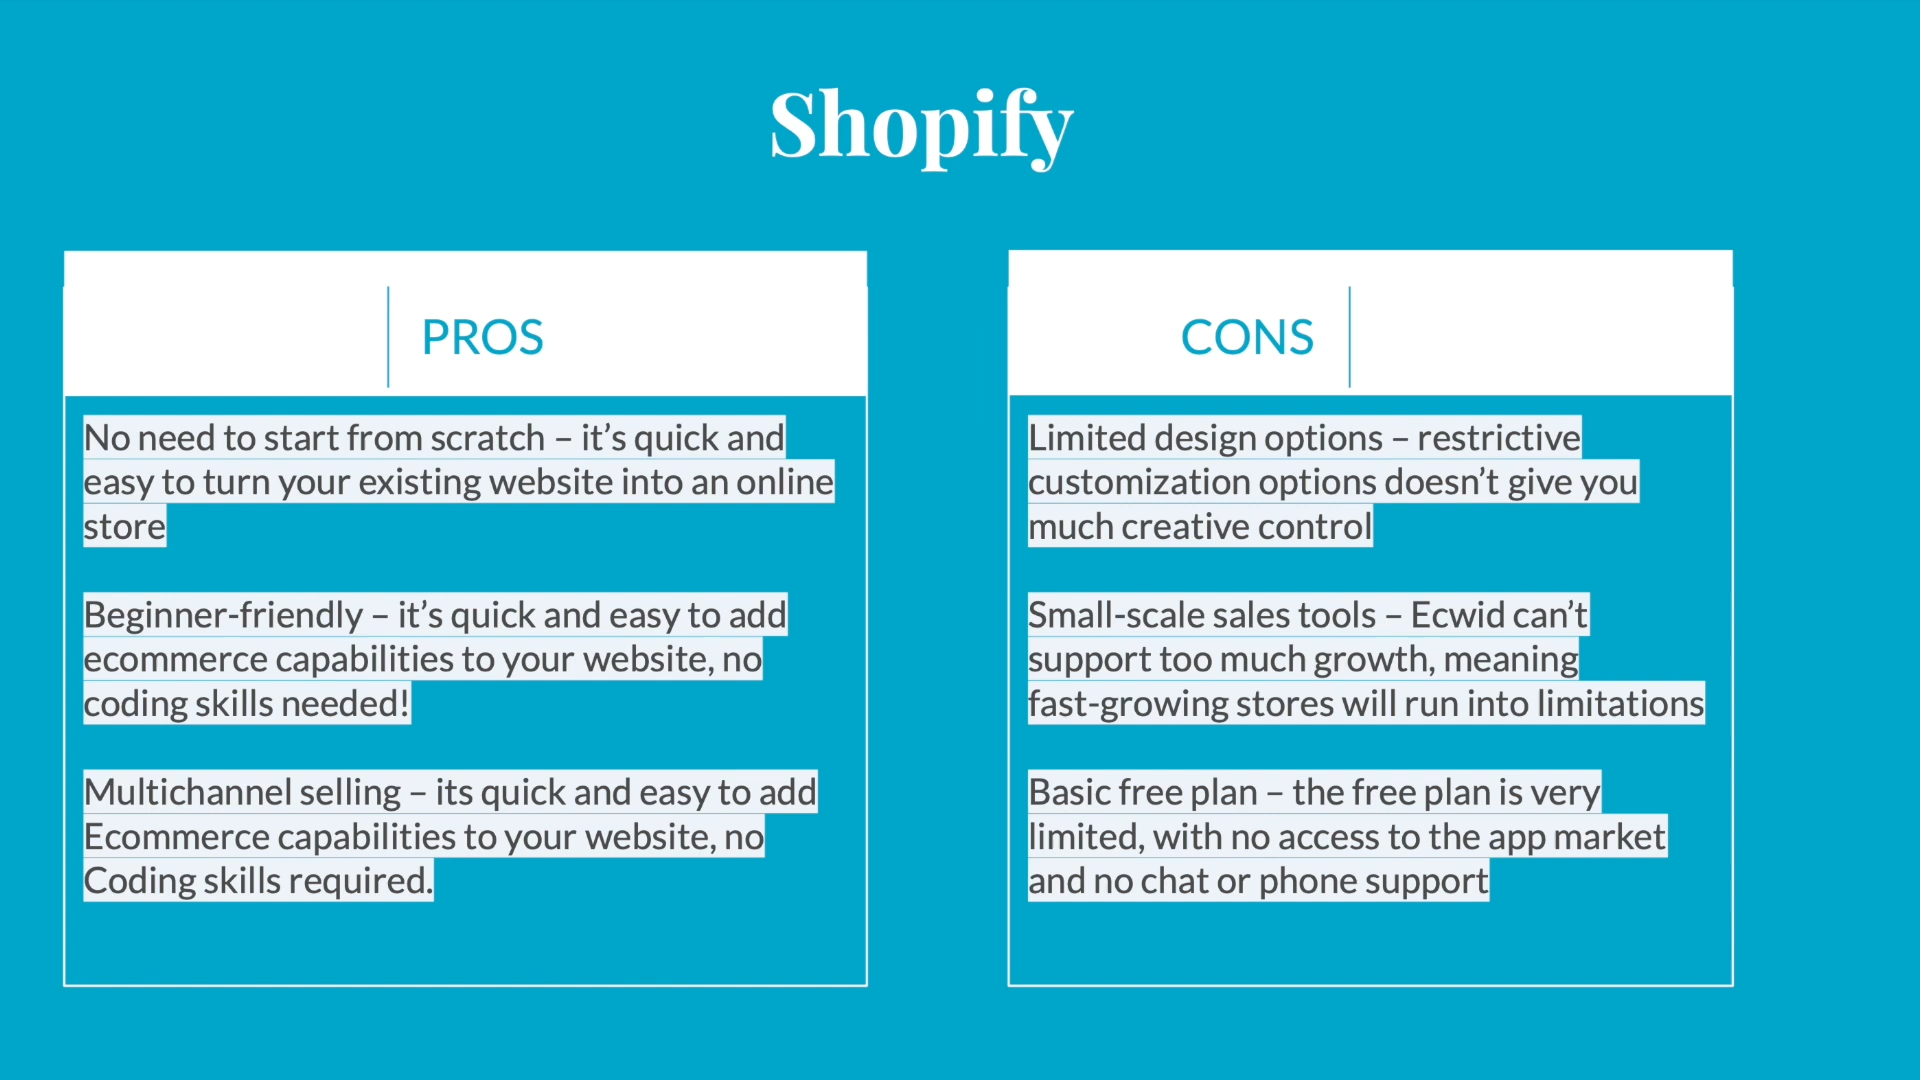 Shopify
PROS
No need to start from scratch – it’s quick and
easy to turn your existing website into an online
store
Beginner-friendly – it’s quick and easy to add
ecommerce capabilities to your website, no
coding skills needed!
Multichannel selling – its quick and easy to add
Ecommerce capabilities to your website, no
Coding skills required.
CONS
Limited design options – restrictive
customization options doesn’t give you
much creative control
Small-scale sales tools – Ecwid can’t
support too much growth, meaning
fast-growing stores will run into limitations
Basic free plan – the free plan is very
limited, with no access to the app market
and no chat or phone support